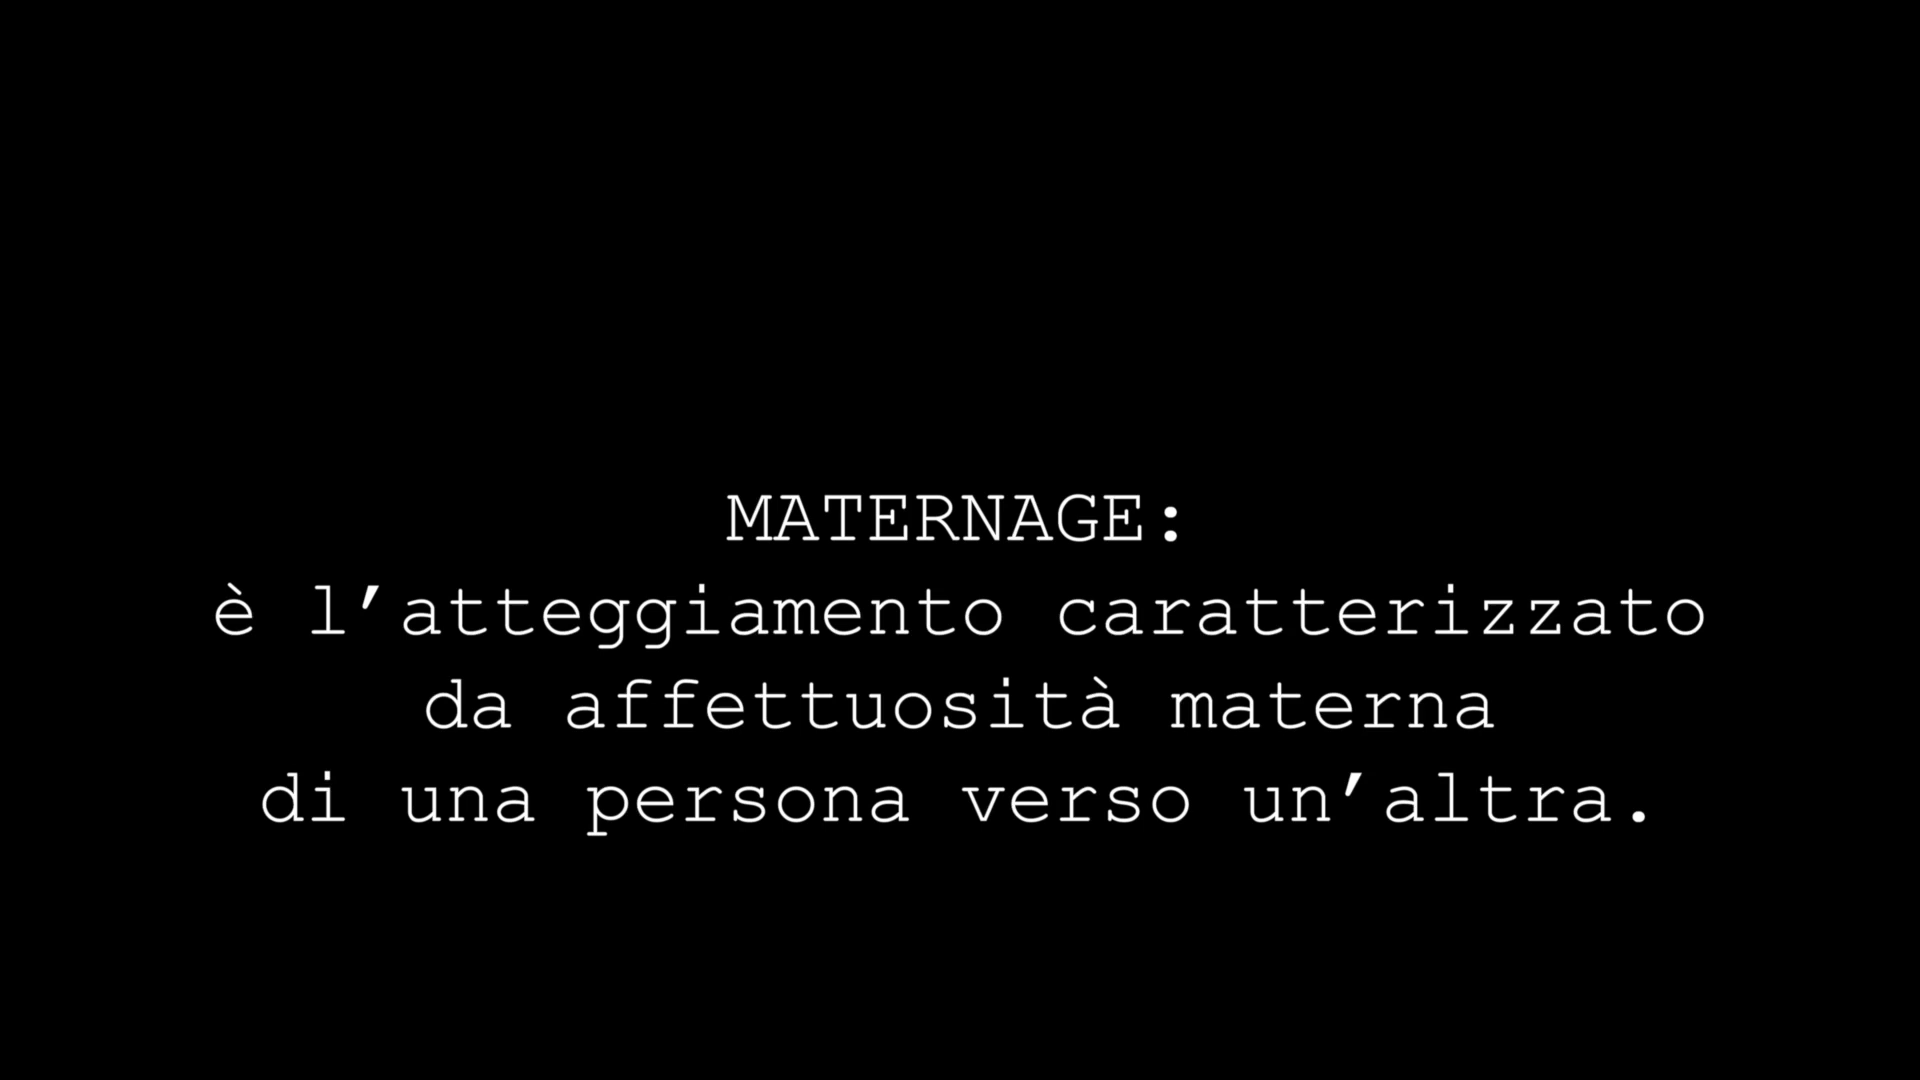 MATERNAGE:
è l’atteggiamento caratterizzato
da affettuosità materna
di una persona verso un’altra.